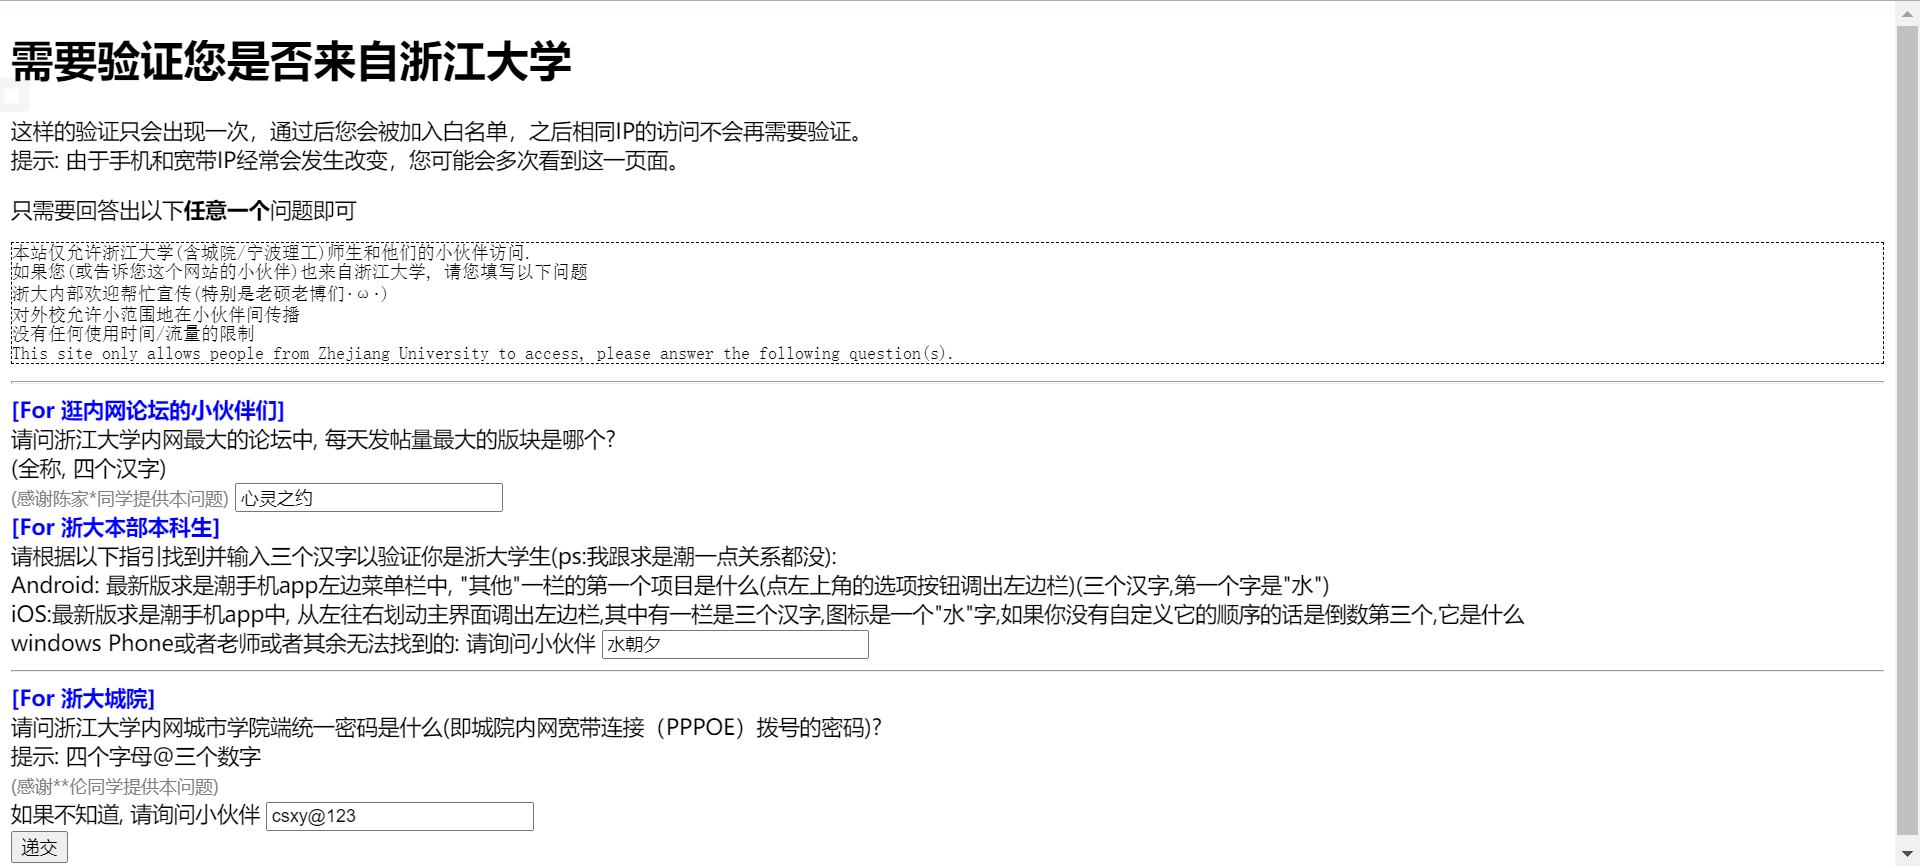 需要验证您是否来自浙江大学
这样的验证只会出现一次，通过后您会被加入白名单，之后相同IP的访问不会再需要验证。
提示: 由于手机和宽带IP经常会发生改变，您可能会多次看到这一页面。
只需要回答出以下任意一个问题即可
本站仅允许浙江大学(含城院/宁波理工)师生和他们的小伙伴访问.
如果您(或告诉您这个网站的小伙伴)也来自浙江大学, 请您填写以下问题
浙大内部欢迎帮忙宣传(特别是老硕老博们·ω·)
对外校允许小范围地在小伙伴间传播
没有任何使用时间/流量的限制
This site only allows people from Zhejiang University to access, please answer the following question(s).
[For 逛内网论坛的小伙伴们]
请问浙江大学内网最大的论坛中, 每天发帖量最大的版块是哪个?
(全称, 四个汉字)
(感谢陈家*同学提供本问题) 心灵之约
[For 浙大本部本科生]
请根据以下指引找到并输入三个汉字以验证你是浙大学生(ps:我跟求是潮一点关系都没):
Android: 最新版求是潮手机app左边菜单栏中, "其他"一栏的第一个项目是什么(点左上角的选项按钮调出左边栏)(三个汉字,第一个字是"水")
iOS:最新版求是潮手机app中, 从左往右划动主界面调出左边栏,其中有一栏是三个汉字,图标是一个"水"字,如果你没有自定义它的顺序的话是倒数第三个,它是什么
windows Phone或者老师或者其余无法找到的: 请询问小伙伴 水朝夕
[For 浙大城院]
请问浙江大学内网城市学院端统一密码是什么(即城院内网宽带连接（PPPOE）拨号的密码)?
提示: 四个字母@三个数字
(感谢**伦同学提供本问题)
如果不知道, 请询问小伙伴 csxy@123
递交